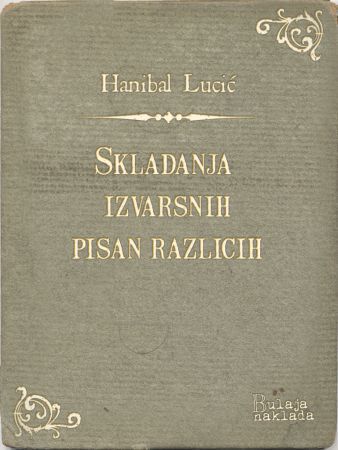 Hanibal Lucić
SKLADANJA
IZVARSNIH
PISAN RAZLICIH
Bulaja
naklada